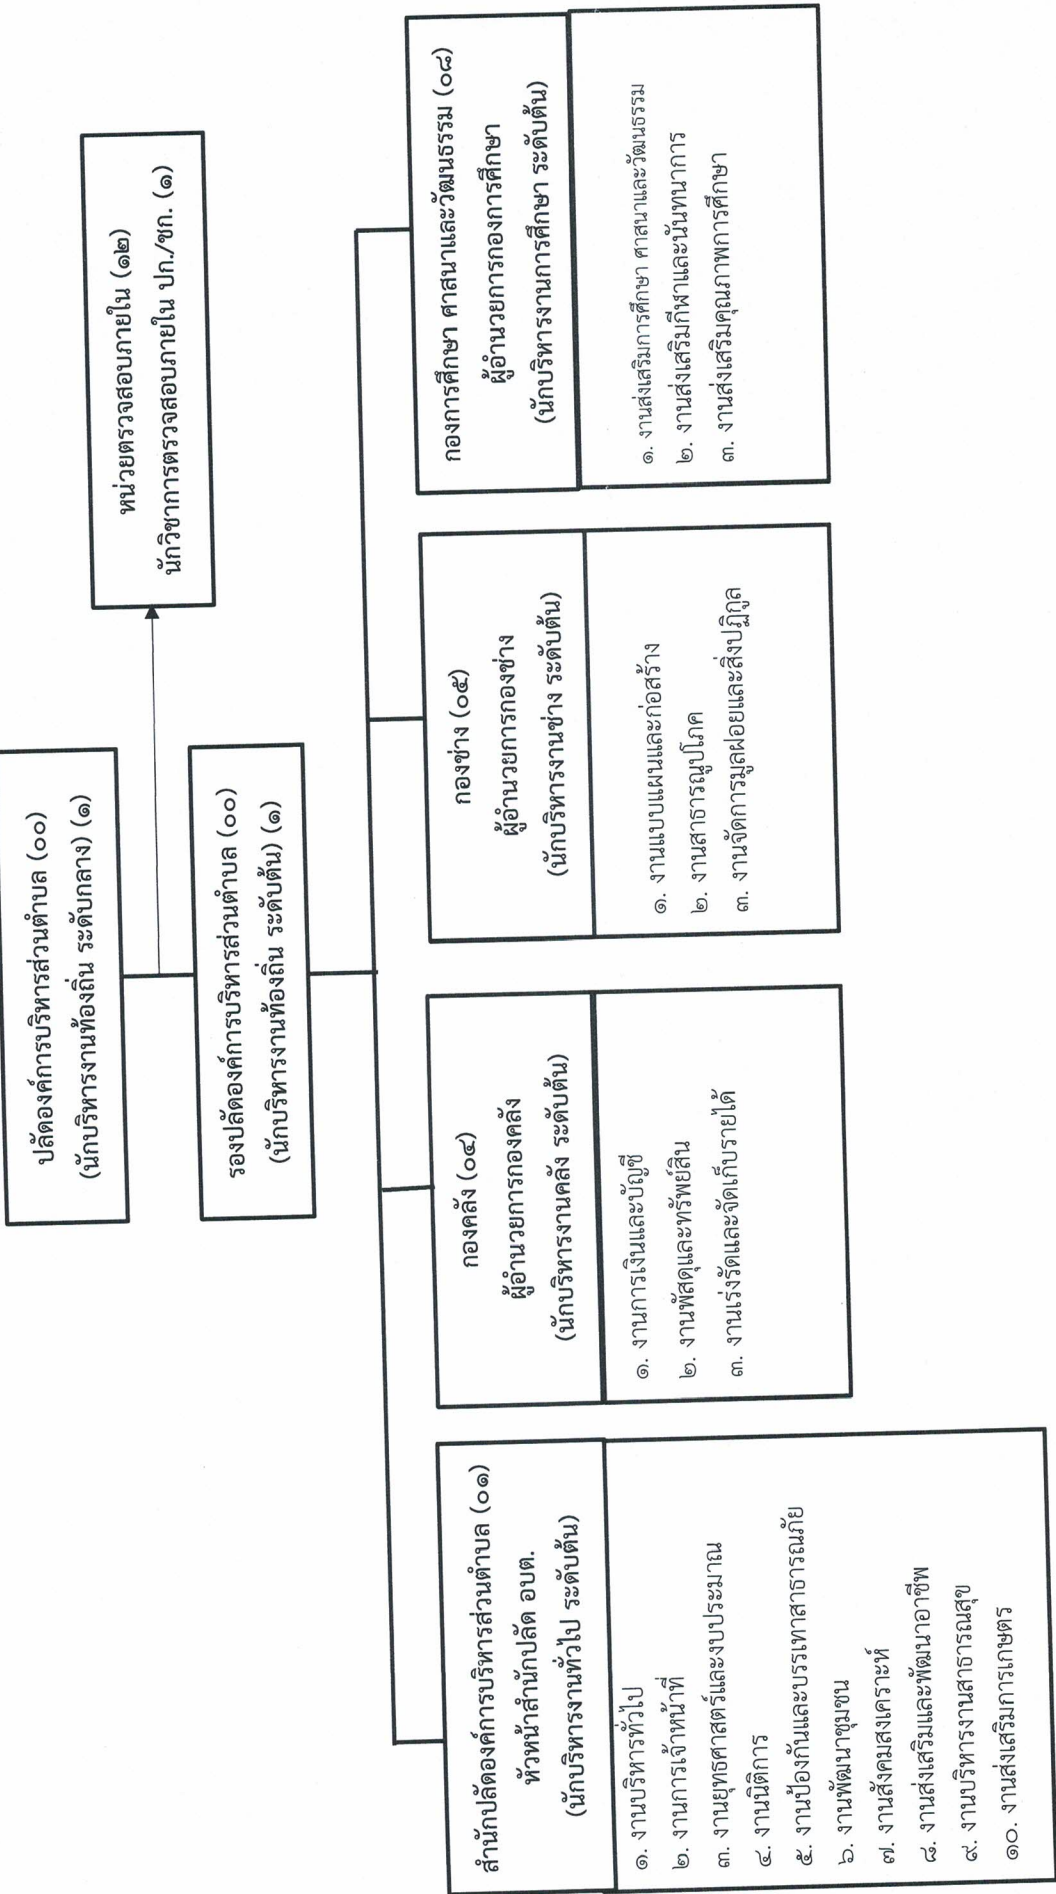 ปลัดองค์การบริหารส่วนตำบล (๐๐)
(นักบริหารงานท้องถิ่น ระดับกลาง) (๑)
หน่วยตรวจสอบภายใน (๑๒)
นักวิชาการตรวจสอบภายใน ปก./ชก. (๑)
รองปลัดองค์การบริหารส่วนตำบล (๐๐)
(นักบริหารงานท้องถิ่น ระดับต้น) (๑)
สำนักปลัดองค์การบริหารส่วนตำบล (๐๑)
หัวหน้าสำนักปลัด อบต.
(นักบริหารงานทั่วไป ระดับต้น)
๑. งานบริหารทั่วไป
๒. งานการเจ้าหน้าที่
๓. งานยุทธศาสตร์และงบประมาณ
๔. งานนิติการ
๕. งานป้องกันและบรรเทาสาธารณภัย
๖. งานพัฒนาชุมชน
๗. งานสังคมสงเคราะห์
๘. งานส่งเสริมและพัฒนาอาชีพ
๙. งานบริหารงานสาธารณสุข
๑๐. งานส่งเสริมการเกษตร
กองคลัง (๐๔)
ผู้อำนวยการกองคลัง
(นักบริหารงานคลัง ระดับต้น)
๑. งานการเงินและบัญชี
๒. งานพัสดุและทรัพย์สิน
๓. งานเร่งรัดและจัดเก็บรายได้
กองช่าง (๐๕)
ผู้อำนวยการกองช่าง
(นักบริหารงานช่าง ระดับต้น)
๑. งานแบบแผนและก่อสร้าง
๒. งานสาธารณูปโภค
๓. งานจัดการมูลฝอยและสิ่งปฏิกูล
กองการศึกษา ศาสนาและวัฒนธรรม (๐๘)
ผู้อำนวยการกองการศึกษา
(นักบริหารงานการศึกษา ระดับต้น)
๑. งานส่งเสริมการศึกษา ศาสนาและวัฒนธรรม
๒. งานส่งเสริมกีฬาและนันทนาการ
๓. งานส่งเสริมคุณภาพการศึกษา